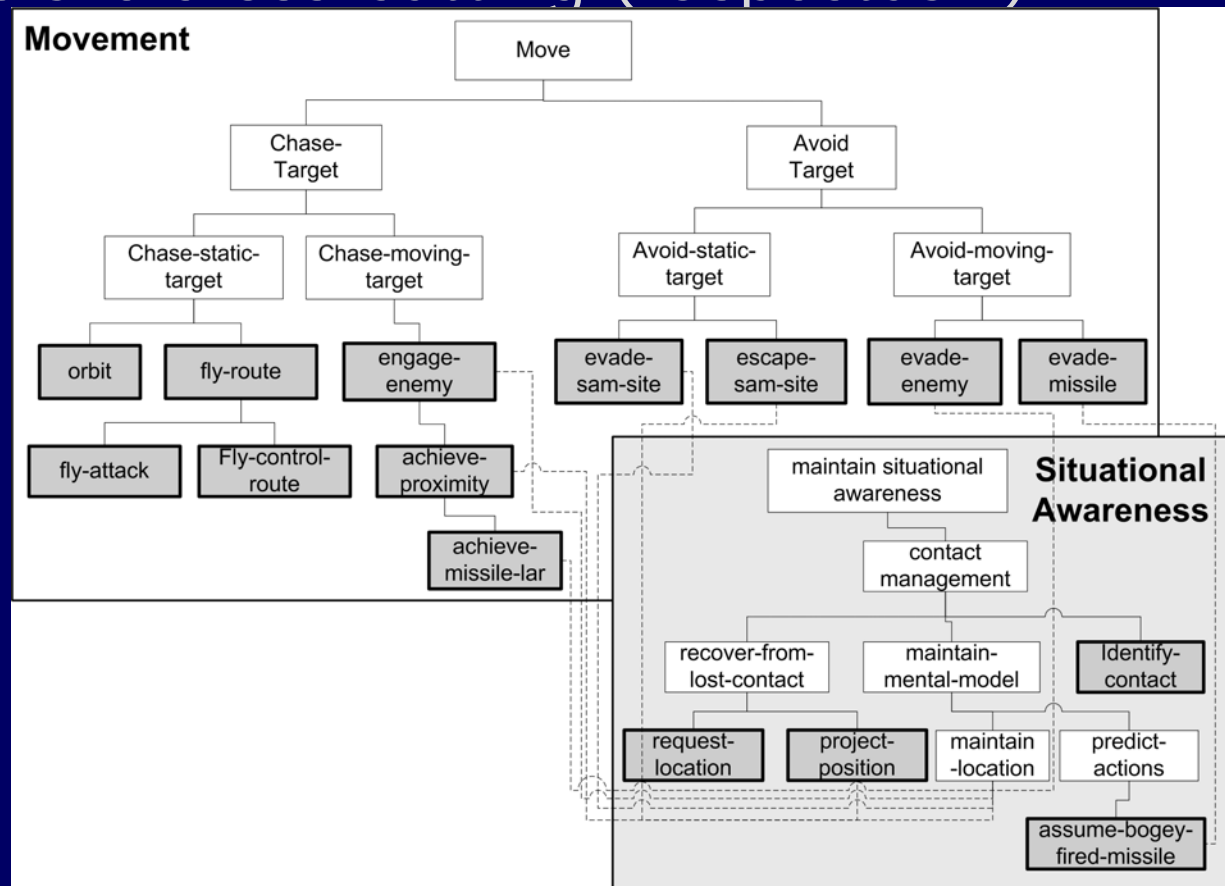 Movement
Move
Chase-
Target
Avoid
Target
Chase-static-
target
Chase-moving-
target
Avoid-static-
target
Avoid-moving-
target
orbit
fly-route
engage-
enemy
evade-
sam-site
escape-
sam-site
evade-
enemy
evade-
missile
fly-attack
Fly-control-
route
achieve-
proximity
achieve-
missile-lar
Situational
Awareness
maintain situational
awareness
contact
management
recover-from-
lost-contact
maintain-
mental-model
Identify-
contact
request-
location
project-
position
maintain
-location
predict-
actions
assume-bogey-
fired-missile